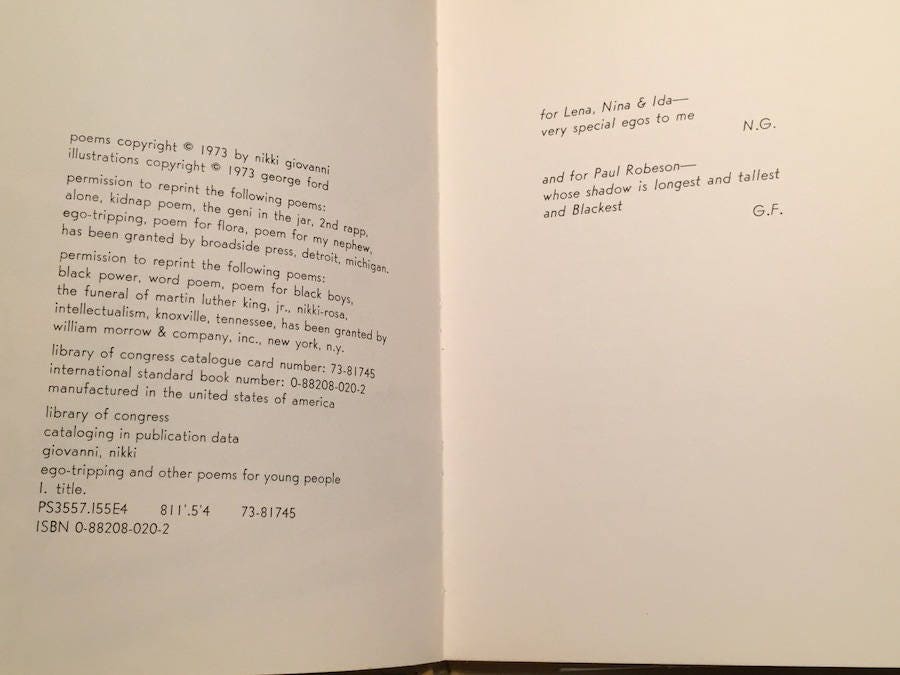 poems copyright © 1973 by nikki giovanni
illustrations copyright © 1973 george ford
permission to reprint the following poems:
alone, kidnap poem, the geni in the jar, 2nd rapp,
ego-tripping, poem for flora, poem for my nephew,
has been granted by broadside press, detroit, michigan.
permission to reprint the following poems:
black power, word poem, poem for black boys,
the funeral of martin luther king, jr., nikki-rosa,
intellectualism, knoxville, tennessee, has been granted by
william morrow & company, inc., new york, n.y.
library of congress catalogue card number: 73-81745
international standard book number: 0-88208-020-2
manufactured in the united states of america
library of congress
cataloging in publication data
giovanni, nikki
ego-tripping and other poems for young people
I. title.
PS3557.I55E4 811'.5'4 73-81745
ISBN 0-88208-020-2
for Lena, Nina & Ida—
very special egos to me
N.G.
and for Paul Robeson—
whose shadow is longest and tallest
and Blackest
G.F.